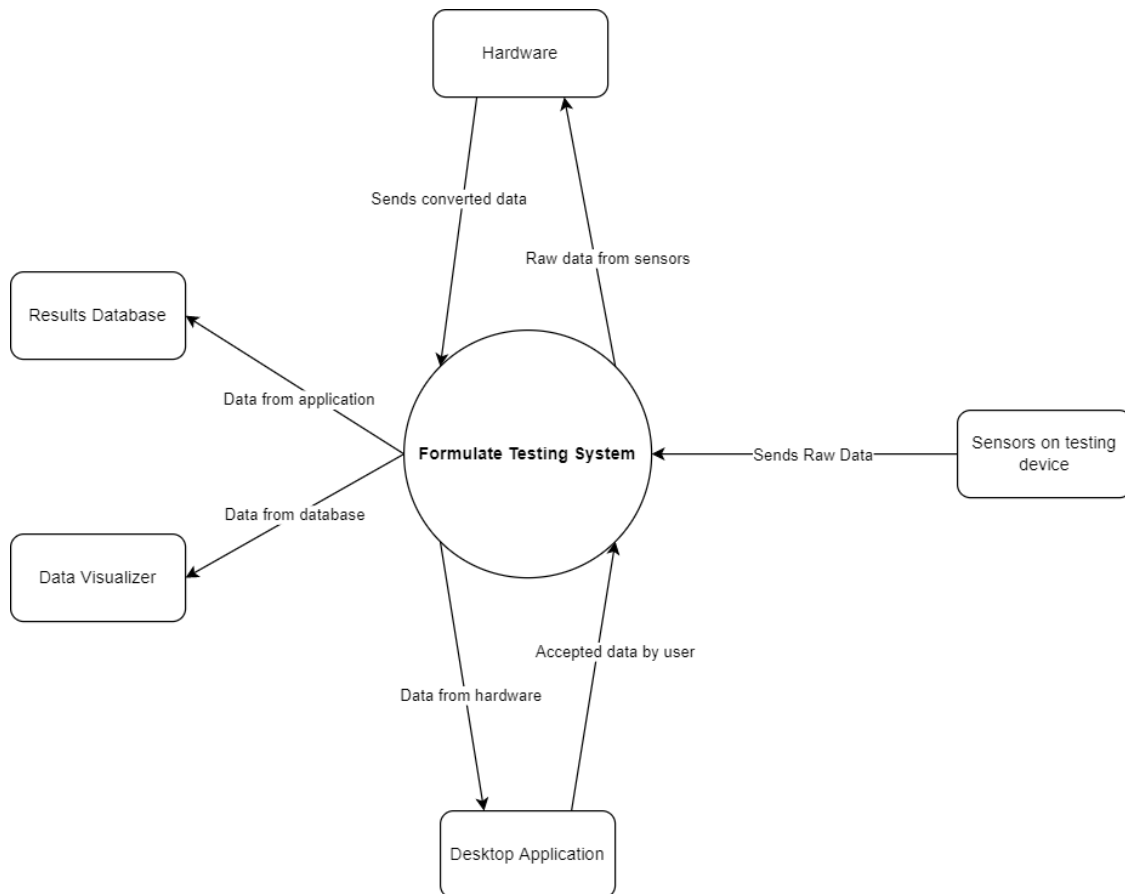 Hardware
Sends converted data
Raw data from sensors
Results Database
Data from application
Formulate Testing System
Sends Raw Data
Sensors on testing
device
Data from database
Data Visualizer
Accepted data by user
Data from hardware
Desktop Application